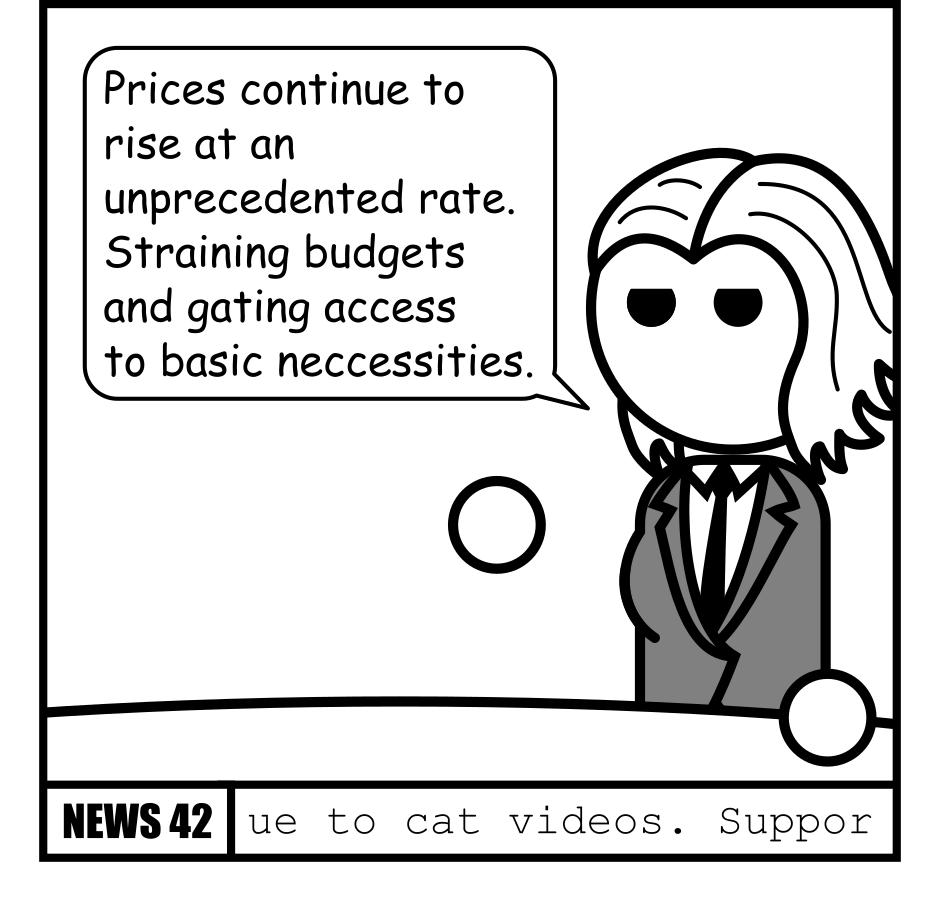 Prices continue to
rise at an
unprecedented rate.
Straining budgets
and gating access
to basic neccessities.
NEWS 42
ue to cat videos. Suppor